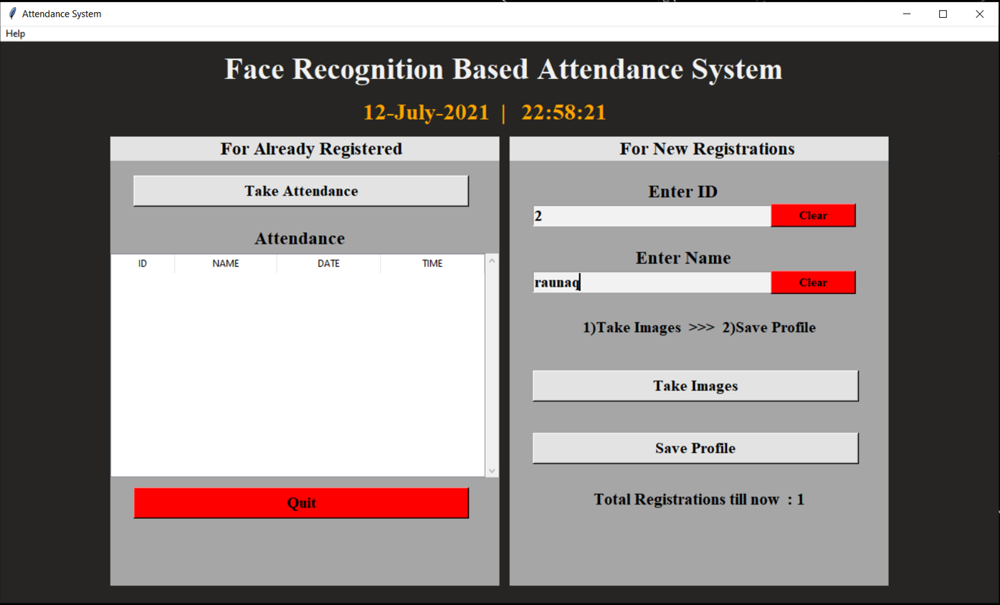 Attendance System
Help
Face Recognition Based Attendance System
12-July-2021 | 22:58:21
For Already Registered
Take Attendance
Attendance
ID NAME DATE TIME
Quit
For New Registrations
Enter ID
2 Clear
Enter Name
raunaq Clear
1)Take Images >>> 2)Save Profile
Take Images
Save Profile
Total Registrations till now : 1